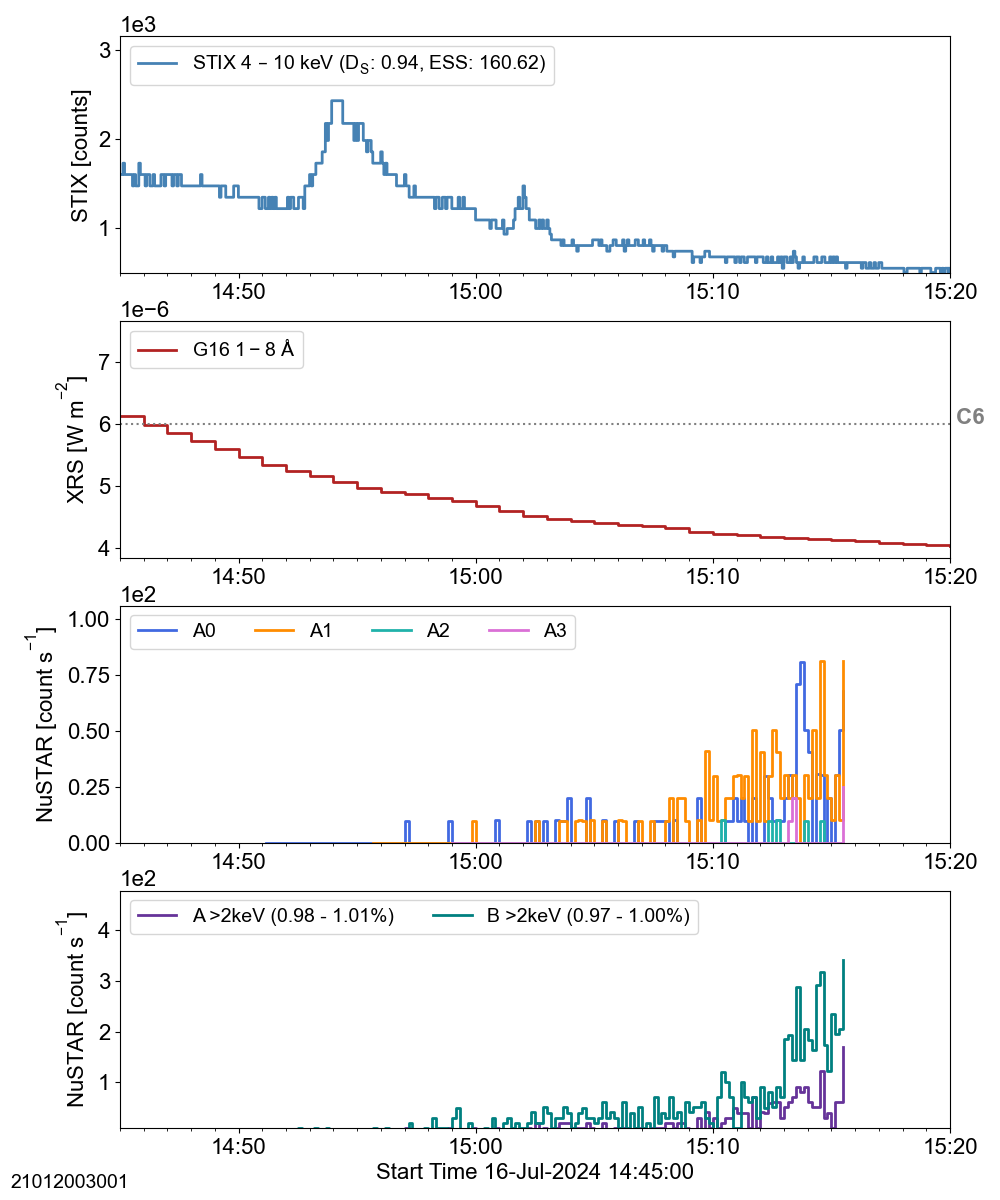 1e3
STIX 4 – 10 keV (D_S: 0.94, ESS: 160.62)
STIX [counts]
3
2
1
14:50 15:00 15:10 15:20
1e−6
G16 1 – 8 Å
XRS [W m⁻²]
7
6
5
4
C6
14:50 15:00 15:10 15:20
1e2
A0 A1 A2 A3
NuSTAR [count s⁻¹]
1.00
0.75
0.50
0.25
0.00
14:50 15:00 15:10 15:20
1e2
A >2keV (0.98 - 1.01%) B >2keV (0.97 - 1.00%)
NuSTAR [count s⁻¹]
4
3
2
1
14:50 15:00 15:10 15:20
Start Time 16-Jul-2024 14:45:00
21012003001